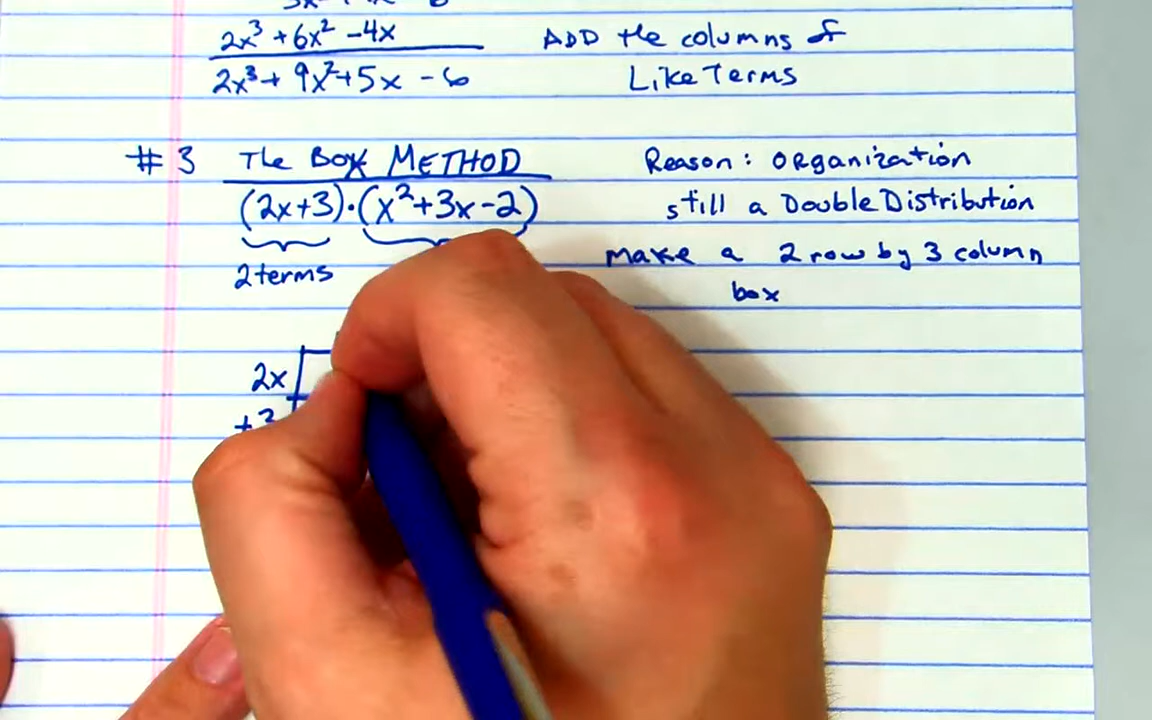 2x³ + 6x² - 4x
ADD the columns of
2x³ + 9x² + 5x - 6
Like Terms
# 3 The Box METHOD
Reason: organization
(2x+3)·(x²+3x-2)
still a Double Distribution
2 terms
make a 2 row by 3 column
box
2x
+3